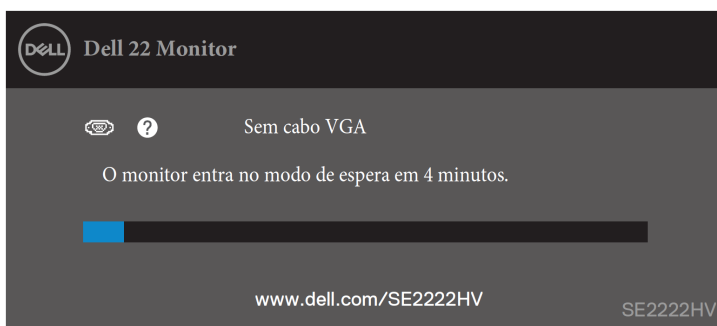 DELL
Dell 22 Monitor
? Sem cabo VGA
O monitor entra no modo de espera em 4 minutos.
www.dell.com/SE2222HV
SE2222HV